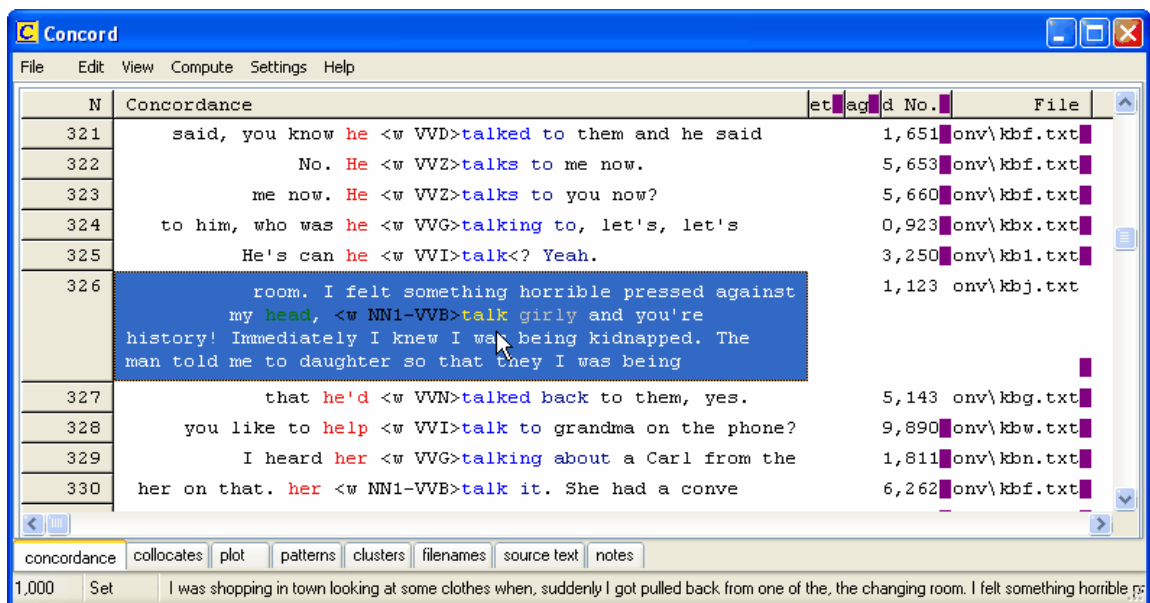 Concord
File Edit View Compute Settings Help
N Concordance et ag d No. File
321 said, you know he <w VVD>talked to them and he said 1,651 onv\kbf.txt
322 No. He <w VVZ>talks to me now. 5,653 onv\kbf.txt
323 me now. He <w VVZ>talks to you now? 5,660 onv\kbf.txt
324 to him, who was he <w VVG>talking to, let's, let's 0,923 onv\kbx.txt
325 He's can he <w VVI>talk<? Yeah. 3,250 onv\kb1.txt
326 room. I felt something horrible pressed against 1,123 onv\kbj.txt
my head, <w NN1-VVB>talk girly and you're
history! Immediately I knew I was being kidnapped. The
man told me to daughter so that they I was being
327 that he'd <w VVN>talked back to them, yes. 5,143 onv\kbg.txt
328 you like to help <w VVI>talk to grandma on the phone? 9,890 onv\kbw.txt
329 I heard her <w VVG>talking about a Carl from the 1,811 onv\kbn.txt
330 her on that. her <w NN1-VVB>talk it. She had a conve 6,262 onv\kbf.txt
concordance collocates plot patterns clusters filenames source text notes
1,000 Set I was shopping in town looking at some clothes when, suddenly I got pulled back from one of the, the changing room. I felt something horrible